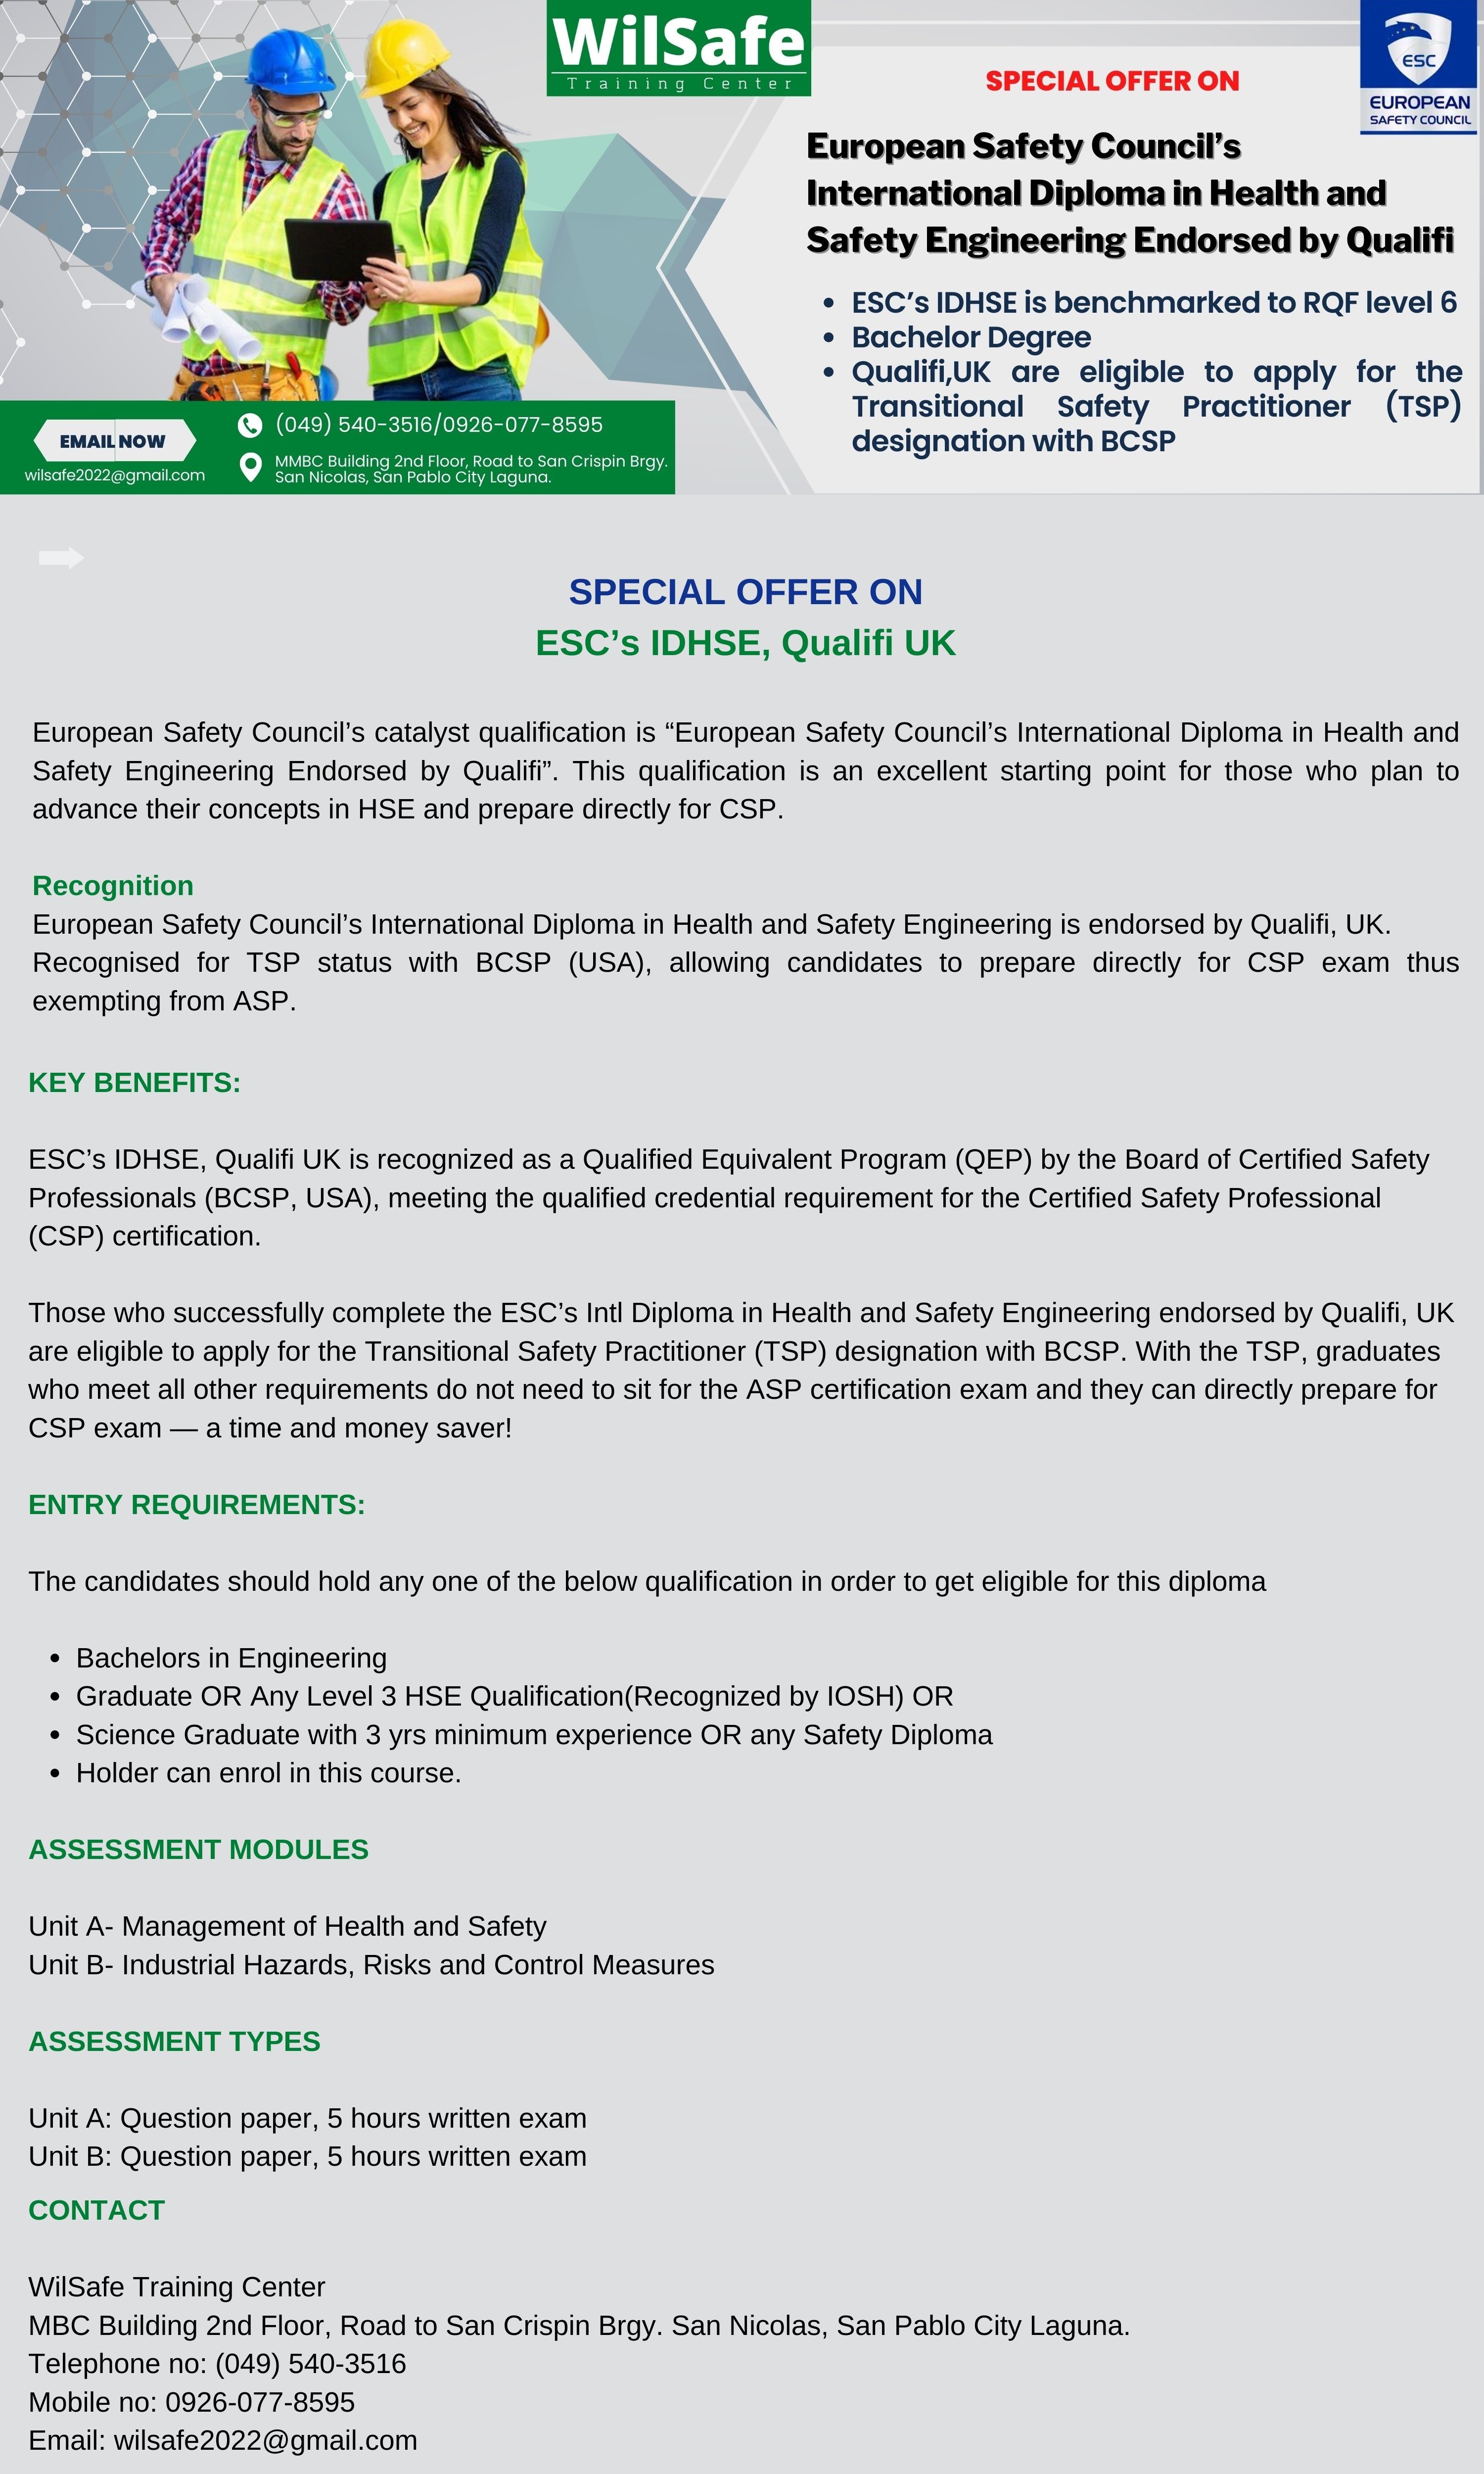 WilSafe
Training Center
ESC
EUROPEAN
SAFETY COUNCIL
SPECIAL OFFER ON
European Safety Council’s
International Diploma in Health and
Safety Engineering Endorsed by Qualifi
• ESC’s IDHSE is benchmarked to RQF level 6
• Bachelor Degree
• Qualifi,UK are eligible to apply for the
Transitional Safety Practitioner (TSP)
designation with BCSP
EMAIL NOW
wilsafe2022@gmail.com
(049) 540-3516/0926-077-8595
MMBC Building 2nd Floor, Road to San Crispin Brgy.
San Nicolas, San Pablo City Laguna.
SPECIAL OFFER ON
ESC’s IDHSE, Qualifi UK
European Safety Council’s catalyst qualification is “European Safety Council’s International Diploma in Health and
Safety Engineering Endorsed by Qualifi”. This qualification is an excellent starting point for those who plan to
advance their concepts in HSE and prepare directly for CSP.
Recognition
European Safety Council’s International Diploma in Health and Safety Engineering is endorsed by Qualifi, UK.
Recognised for TSP status with BCSP (USA), allowing candidates to prepare directly for CSP exam thus
exempting from ASP.
KEY BENEFITS:
ESC’s IDHSE, Qualifi UK is recognized as a Qualified Equivalent Program (QEP) by the Board of Certified Safety
Professionals (BCSP, USA), meeting the qualified credential requirement for the Certified Safety Professional
(CSP) certification.
Those who successfully complete the ESC’s Intl Diploma in Health and Safety Engineering endorsed by Qualifi, UK
are eligible to apply for the Transitional Safety Practitioner (TSP) designation with BCSP. With the TSP, graduates
who meet all other requirements do not need to sit for the ASP certification exam and they can directly prepare for
CSP exam — a time and money saver!
ENTRY REQUIREMENTS:
The candidates should hold any one of the below qualification in order to get eligible for this diploma
• Bachelors in Engineering
• Graduate OR Any Level 3 HSE Qualification(Recognized by IOSH) OR
• Science Graduate with 3 yrs minimum experience OR any Safety Diploma
• Holder can enrol in this course.
ASSESSMENT MODULES
Unit A- Management of Health and Safety
Unit B- Industrial Hazards, Risks and Control Measures
ASSESSMENT TYPES
Unit A: Question paper, 5 hours written exam
Unit B: Question paper, 5 hours written exam
CONTACT
WilSafe Training Center
MBC Building 2nd Floor, Road to San Crispin Brgy. San Nicolas, San Pablo City Laguna.
Telephone no: (049) 540-3516
Mobile no: 0926-077-8595
Email: wilsafe2022@gmail.com